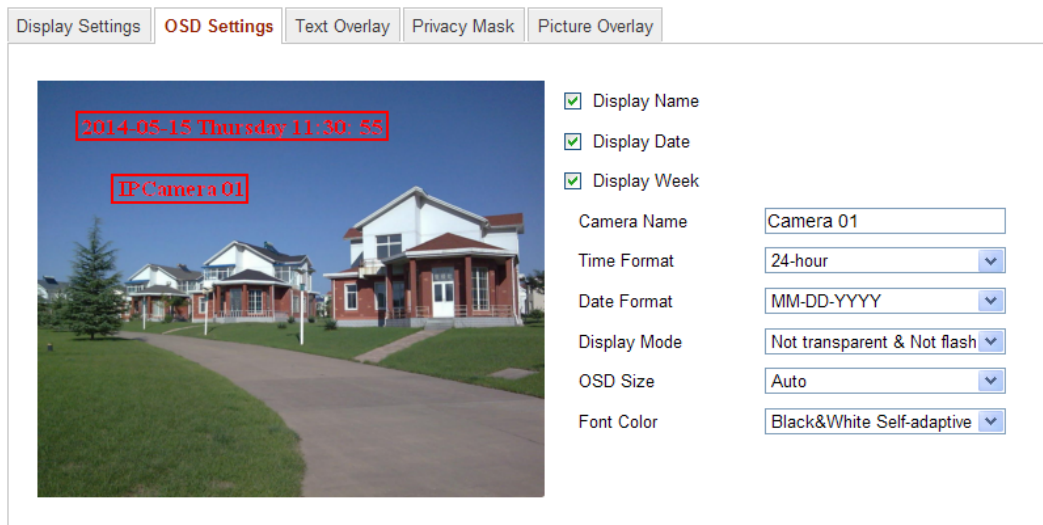 Display Settings
OSD Settings
Text Overlay
Privacy Mask
Picture Overlay
2014-05-15 Thursday 11:30: 55
IPCamera 01
Display Name
Display Date
Display Week
Camera Name Camera 01
Time Format 24-hour
Date Format MM-DD-YYYY
Display Mode Not transparent & Not flash
OSD Size Auto
Font Color Black&White Self-adaptive